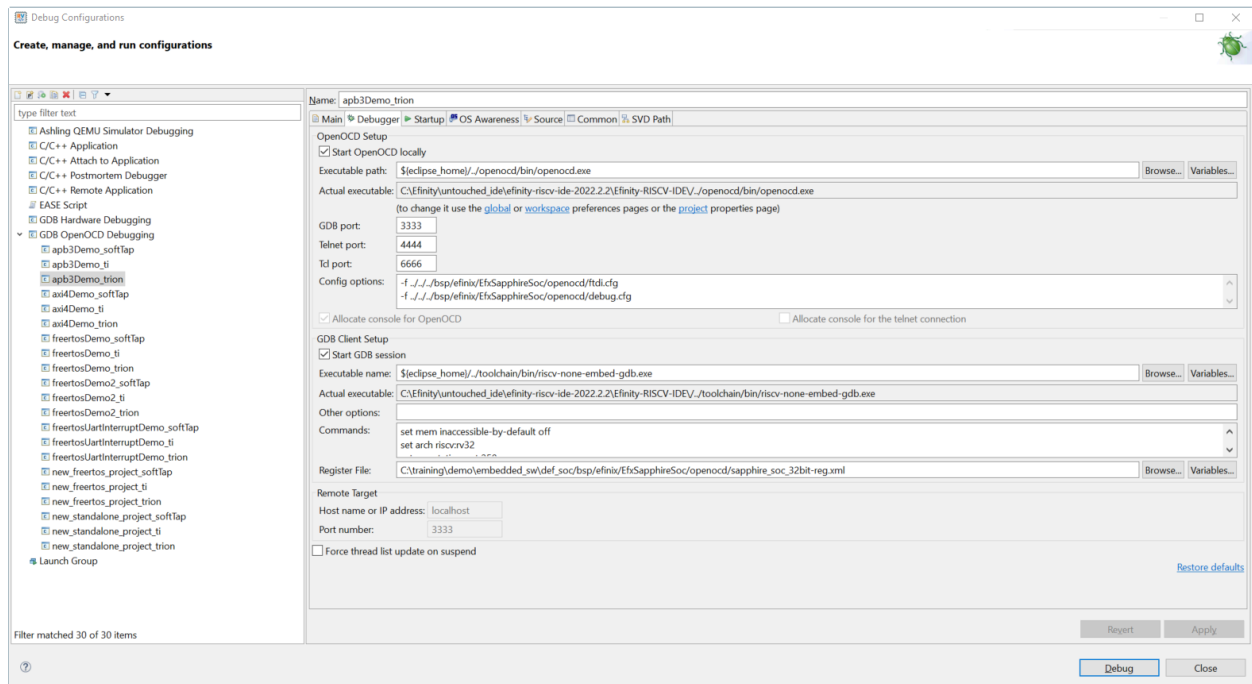 Debug Configurations
Create, manage, and run configurations
type filter text
Ashling QEMU Simulator Debugging
C/C++ Application
C/C++ Attach to Application
C/C++ Postmortem Debugger
C/C++ Remote Application
EASE Script
GDB Hardware Debugging
GDB OpenOCD Debugging
apb3Demo_softTap
apb3Demo_ti
apb3Demo_trion
axi4Demo_softTap
axi4Demo_ti
axi4Demo_trion
freertosDemo_softTap
freertosDemo_ti
freertosDemo_trion
freertosDemo2_softTap
freertosDemo2_ti
freertosDemo2_trion
freertosUartInterruptDemo_softTap
freertosUartInterruptDemo_ti
freertosUartInterruptDemo_trion
new_freertos_project_softTap
new_freertos_project_ti
new_freertos_project_trion
new_standalone_project_softTap
new_standalone_project_ti
new_standalone_project_trion
Launch Group
Filter matched 30 of 30 items
Name: apb3Demo_trion
Main Debugger Startup OS Awareness Source Common SVD Path
OpenOCD Setup
Start OpenOCD locally
Executable path: ${eclipse_home}/../openocd/bin/openocd.exe Browse... Variables...
Actual executable: C:\Efinity\untouched_ide\efinity-riscv-ide-2022.2.2\Efinity-RISCV-IDE\/../openocd/bin/openocd.exe
(to change it use the global or workspace preferences pages or the project properties page)
GDB port: 3333
Telnet port: 4444
Tcl port: 6666
Config options: -f ../../../bsp/efinix/EfxSapphireSoc/openocd/ftdi.cfg
-f ../../../bsp/efinix/EfxSapphireSoc/openocd/debug.cfg
Allocate console for OpenOCD Allocate console for the telnet connection
GDB Client Setup
Start GDB session
Executable name: ${eclipse_home}/../toolchain/bin/riscv-none-embed-gdb.exe Browse... Variables...
Actual executable: C:\Efinity\untouched_ide\efinity-riscv-ide-2022.2.2\Efinity-RISCV-IDE\/../toolchain/bin/riscv-none-embed-gdb.exe
Other options:
Commands: set mem inaccessible-by-default off
set arch riscv:rv32
Register File: C:\training\demo\embedded_sw\def_soc/bsp/efinix/EfxSapphireSoc/openocd/sapphire_soc_32bit-reg.xml Browse... Variables...
Remote Target
Host name or IP address: localhost
Port number: 3333
Force thread list update on suspend
Restore defaults
Revert Apply
Debug Close